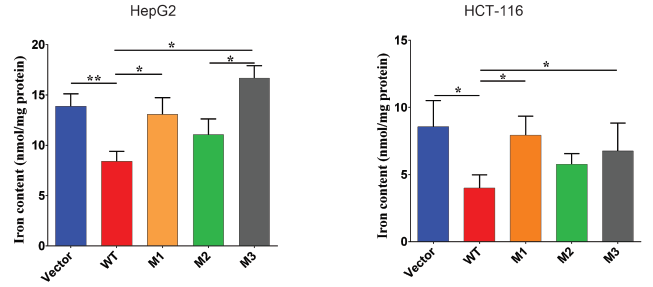 HepG2
Iron content (nmol/mg protein)
20
15
10
5
0
**
*
*
*
Vector
WT
M1
M2
M3
HCT-116
Iron content (nmol/mg protein)
15
10
5
0
*
*
*
Vector
WT
M1
M2
M3